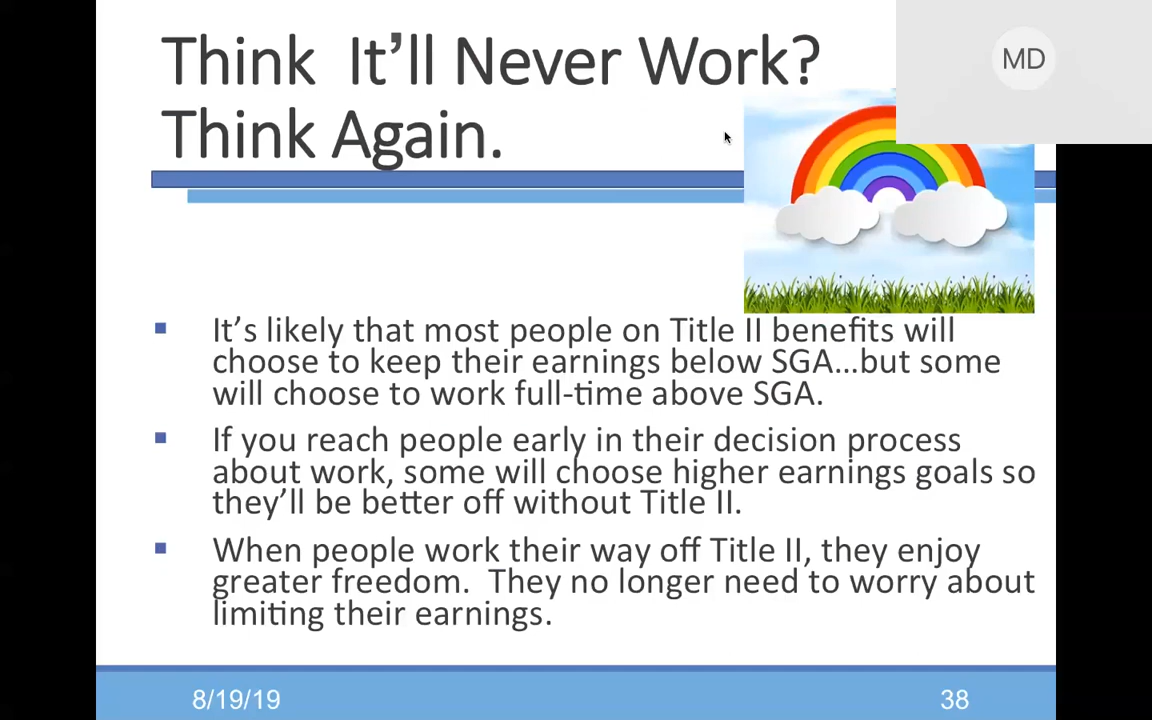 Think  It’ll Never Work?
Think Again.
MD
▪ It’s likely that most people on Title II benefits will
choose to keep their earnings below SGA...but some
will choose to work full-time above SGA.
▪ If you reach people early in their decision process
about work, some will choose higher earnings goals so
they’ll be better off without Title II.
▪ When people work their way off Title II, they enjoy
greater freedom.  They no longer need to worry about
limiting their earnings.
8/19/19
38